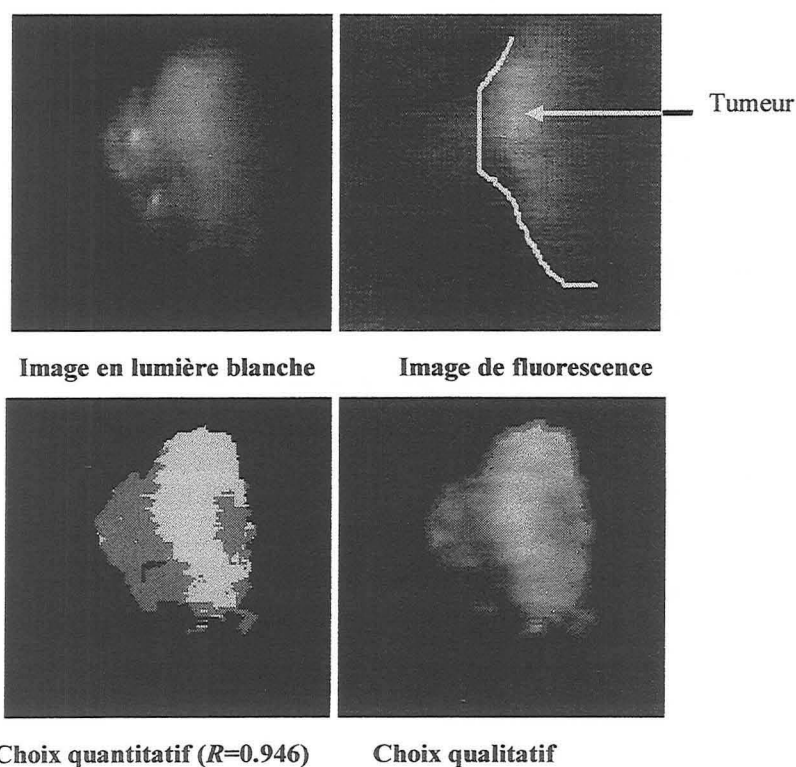 Tumeur
Image en lumière blanche
Image de fluorescence
Choix quantitatif (R=0.946)
Choix qualitatif